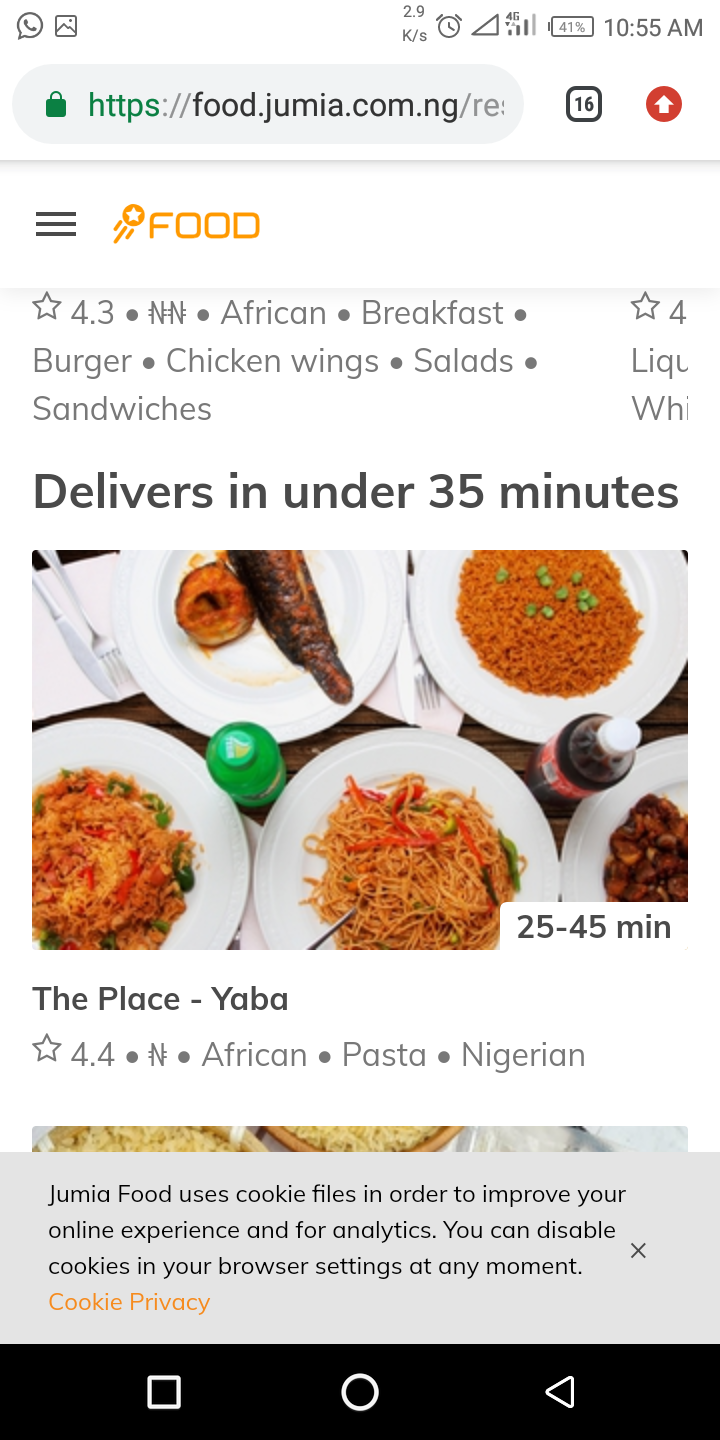 2.9
K/s
4G
41%
10:55 AM
https://food.jumia.com.ng/res
16
FOOD
4.3 • ₦₦ • African • Breakfast •
Burger • Chicken wings • Salads •
Sandwiches
4
Liqu
Whi
Delivers in under 35 minutes
25-45 min
The Place - Yaba
4.4 • ₦ • African • Pasta • Nigerian
Jumia Food uses cookie files in order to improve your
online experience and for analytics. You can disable
cookies in your browser settings at any moment.
Cookie Privacy